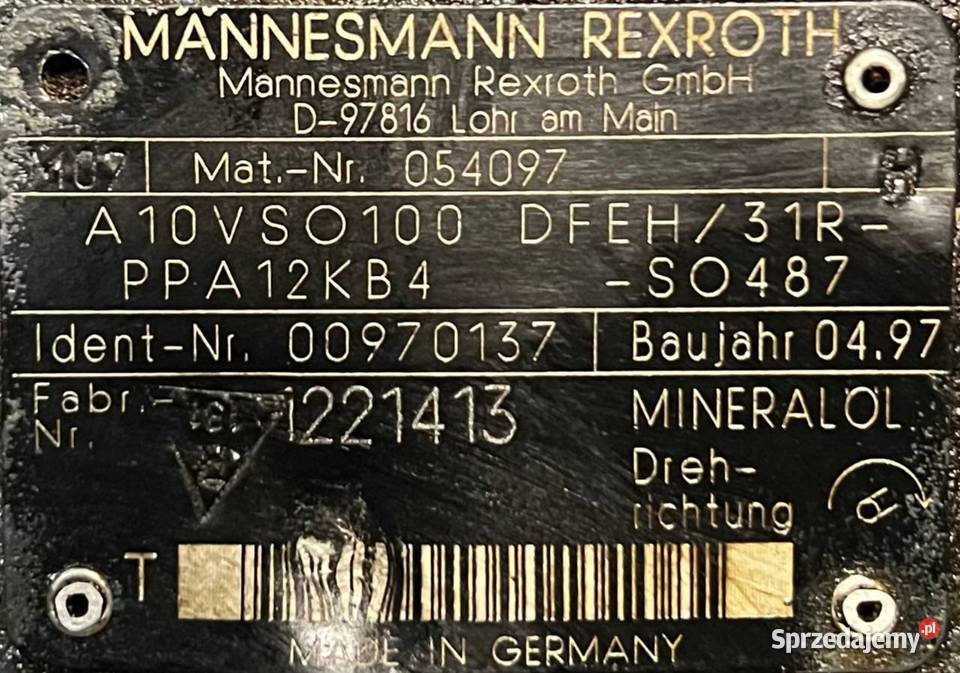 MANNESMANN REXROTH
Mannesmann Rexroth GmbH
D-97816 Lohr am Main
Mat.-Nr. 054097
A10VSO100 DFEH/31R-
PPA12KB4 -SO487
Ident-Nr. 00970137 Baujahr 04.97
Fabr.-Nr. 1221413 MINERALÖL
Dreh-
richtung
T
MADE IN GERMANY
Sprzedajemy.pl